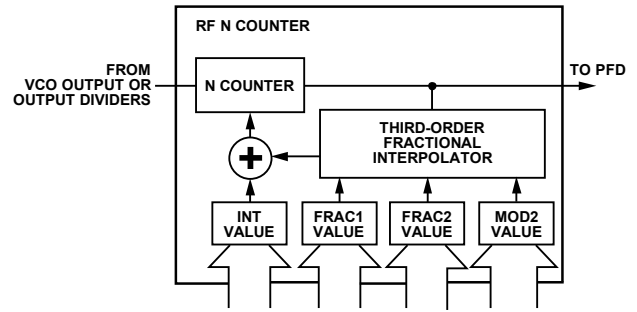 RF N COUNTER
FROM
VCO OUTPUT OR
OUTPUT DIVIDERS
N COUNTER
TO PFD
THIRD-ORDER
FRACTIONAL
INTERPOLATOR
+
INT
VALUE
FRAC1
VALUE
FRAC2
VALUE
MOD2
VALUE